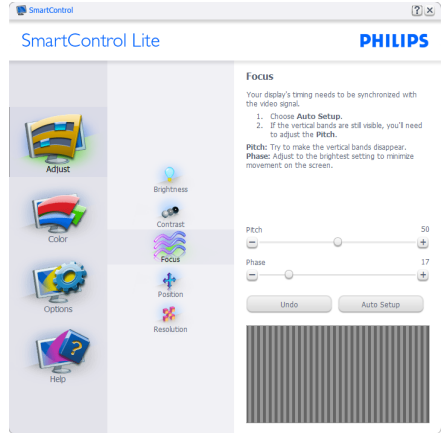 SmartControl
SmartControl Lite
PHILIPS
Adjust
Color
Options
Help
Brightness
Contrast
Focus
Position
Resolution
Focus
Your display's timing needs to be synchronized with
the video signal.
1. Choose Auto Setup.
2. If the vertical bands are still visible, you'll need
to adjust the Pitch.
Pitch: Try to make the vertical bands disappear.
Phase: Adjust to the brightest setting to minimize
movement on the screen.
Pitch 50
Phase 17
Undo Auto Setup